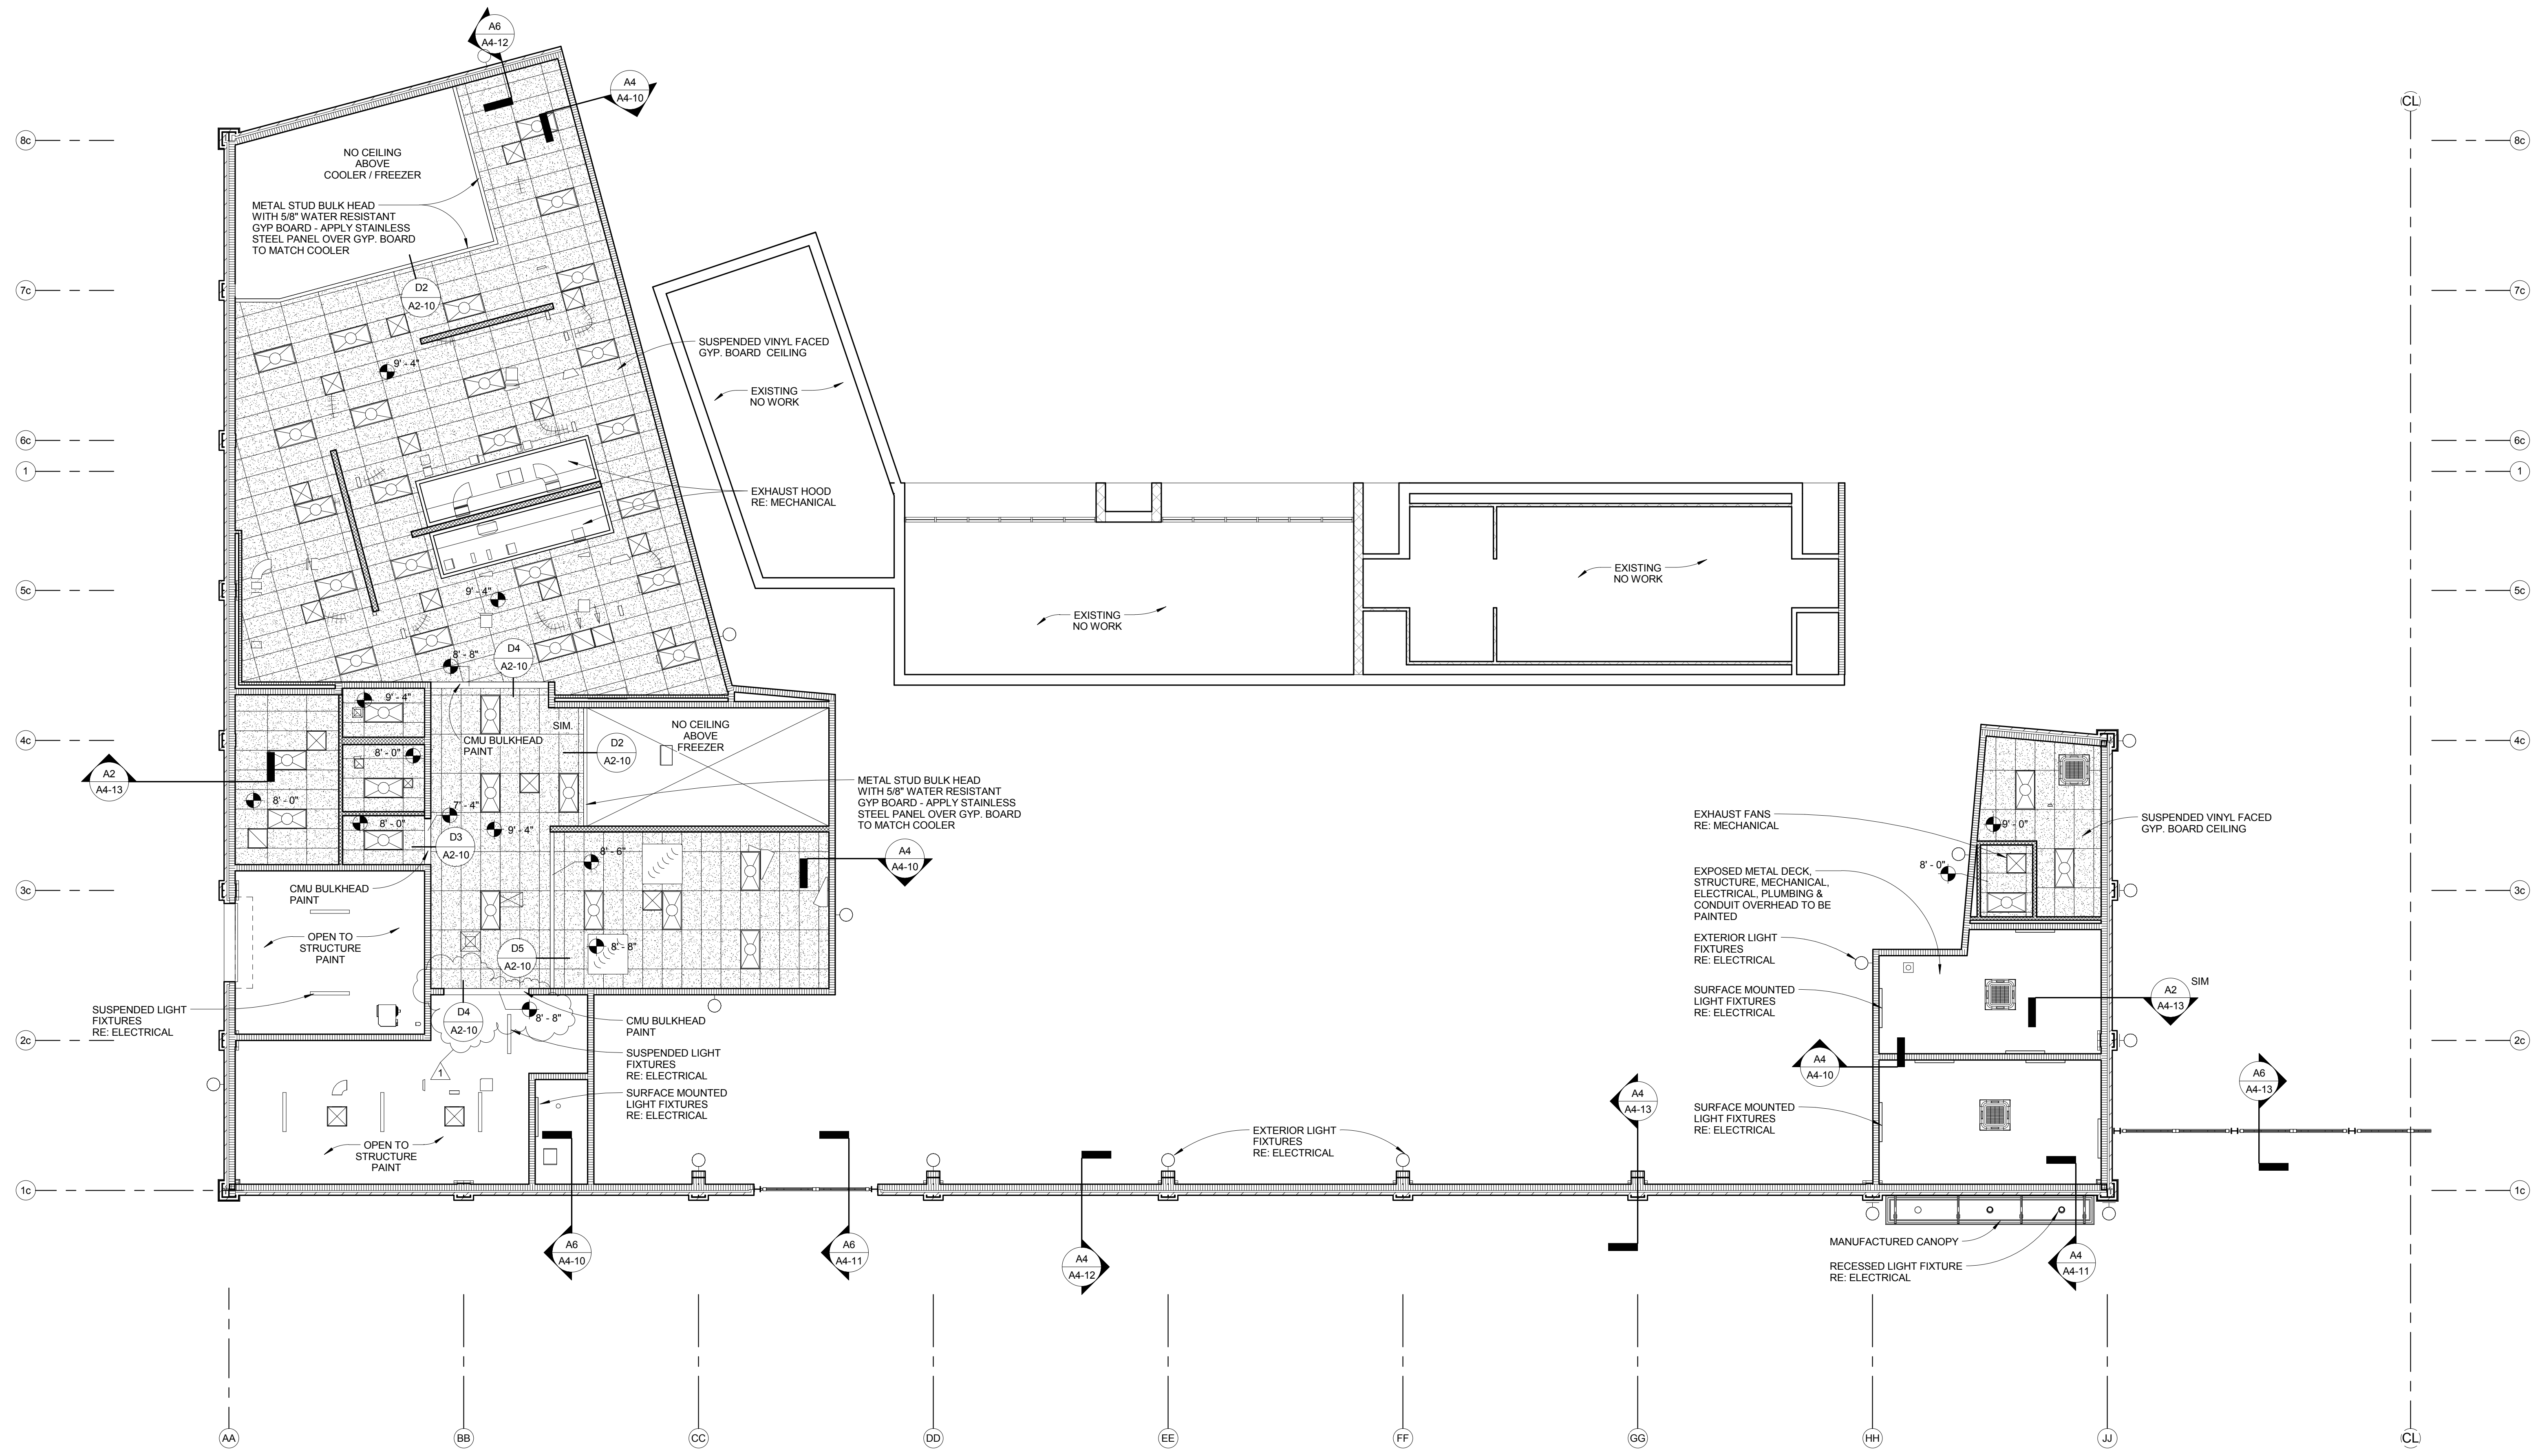 A6
A4-12
A4
A4-10
CL
8c
8c
NO CEILING
ABOVE
COOLER / FREEZER
METAL STUD BULK HEAD
WITH 5/8" WATER RESISTANT
GYP BOARD - APPLY STAINLESS
STEEL PANEL OVER GYP. BOARD
TO MATCH COOLER
7c
D2
A2-10
7c
SUSPENDED VINYL FACED
GYP. BOARD CEILING
9' - 4"
EXISTING
NO WORK
6c
6c
1
1
EXHAUST HOOD
RE: MECHANICAL
5c
9' - 4"
EXISTING
NO WORK
5c
EXISTING
NO WORK
8' - 8"
D4
A2-10
9' - 4"
4c
SIM.
NO CEILING
ABOVE
FREEZER
CMU BULKHEAD
PAINT
D2
A2-10
8' - 0"
4c
A2
A4-13
METAL STUD BULK HEAD
WITH 5/8" WATER RESISTANT
GYP BOARD - APPLY STAINLESS
STEEL PANEL OVER GYP. BOARD
TO MATCH COOLER
8' - 0"
7' - 4"
8' - 0"
9' - 4"
D3
A2-10
8' - 6"
A4
A4-10
EXHAUST FANS
RE: MECHANICAL
9' - 0"
SUSPENDED VINYL FACED
GYP. BOARD CEILING
8' - 0"
3c
CMU BULKHEAD
PAINT
EXPOSED METAL DECK,
STRUCTURE, MECHANICAL,
ELECTRICAL, PLUMBING &
CONDUIT OVERHEAD TO BE
PAINTED
3c
OPEN TO
STRUCTURE
PAINT
D5
A2-10
8' - 8"
EXTERIOR LIGHT
FIXTURES
RE: ELECTRICAL
SUSPENDED LIGHT
FIXTURES
RE: ELECTRICAL
D4
A2-10
8' - 8"
CMU BULKHEAD
PAINT
SURFACE MOUNTED
LIGHT FIXTURES
RE: ELECTRICAL
A2
A4-13
SIM
2c
SUSPENDED LIGHT
FIXTURES
RE: ELECTRICAL
2c
1
A4
A4-10
A6
A4-13
SURFACE MOUNTED
LIGHT FIXTURES
RE: ELECTRICAL
A4
A4-13
SURFACE MOUNTED
LIGHT FIXTURES
RE: ELECTRICAL
OPEN TO
STRUCTURE
PAINT
EXTERIOR LIGHT
FIXTURES
RE: ELECTRICAL
1c
1c
A6
A4-10
A6
A4-11
A4
A4-12
MANUFACTURED CANOPY
RECESSED LIGHT FIXTURE
RE: ELECTRICAL
A4
A4-11
AA
BB
CC
DD
EE
FF
GG
HH
JJ
CL